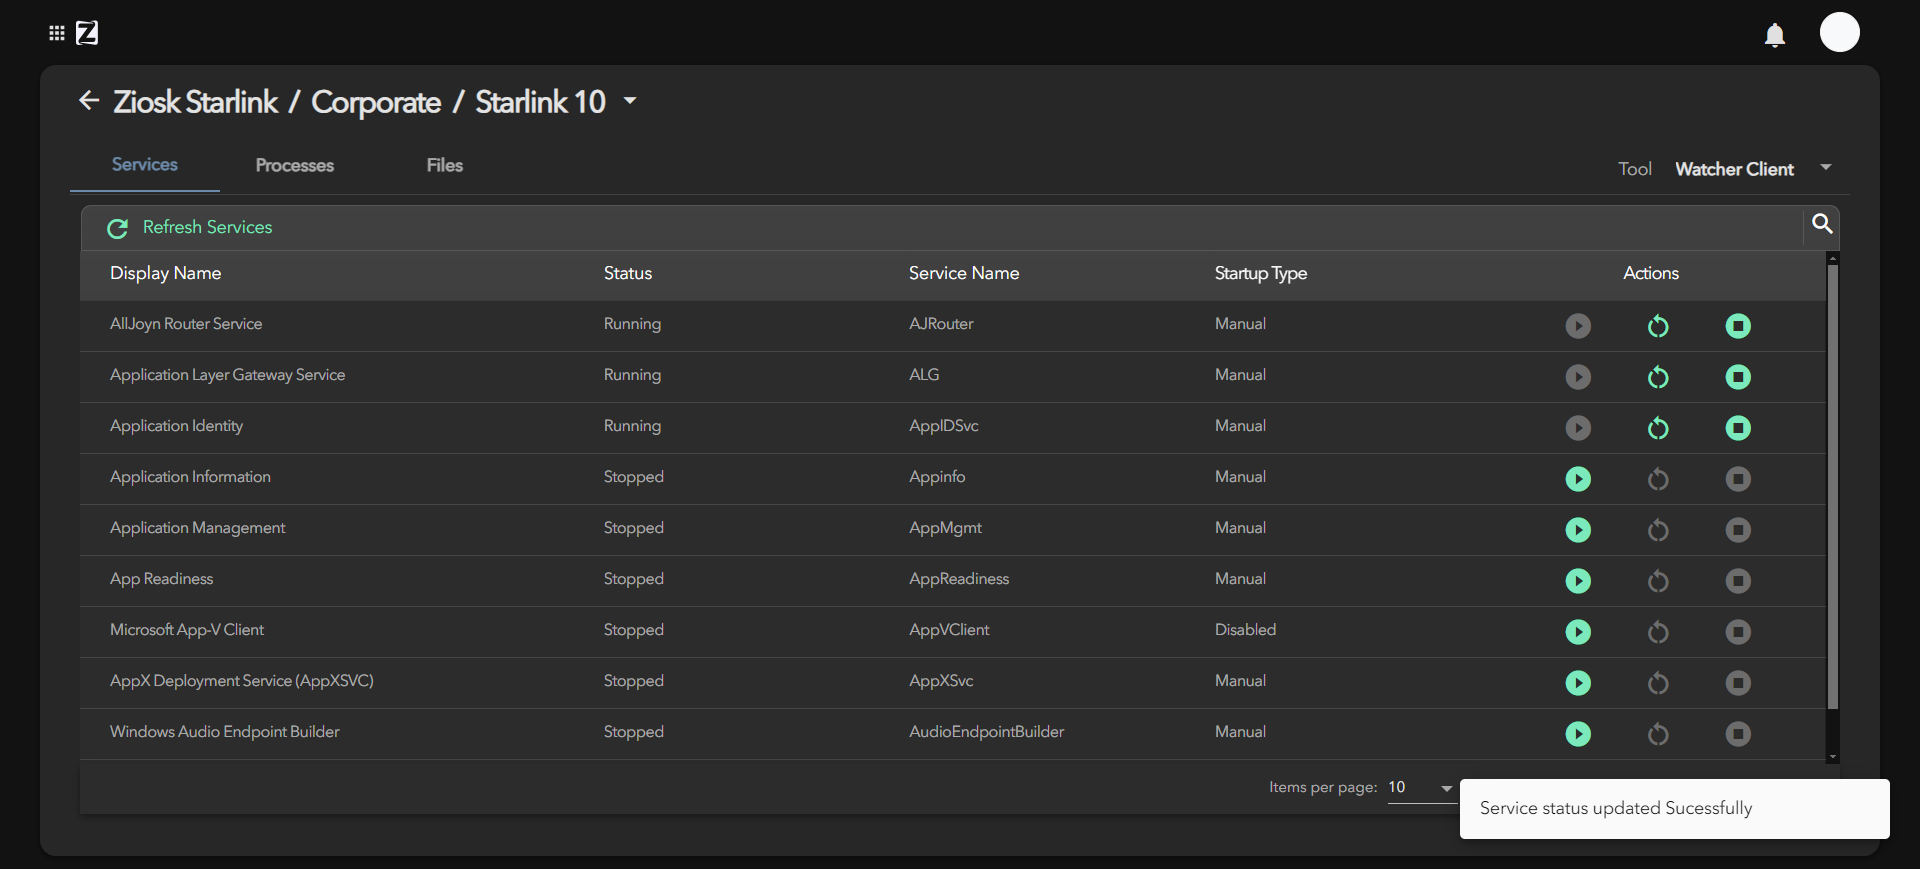 Z
Ziosk Starlink / Corporate / Starlink 10
Services Processes Files Tool Watcher Client
Refresh Services
Display Name Status Service Name Startup Type Actions
AllJoyn Router Service Running AJRouter Manual
Application Layer Gateway Service Running ALG Manual
Application Identity Running AppIDSvc Manual
Application Information Stopped Appinfo Manual
Application Management Stopped AppMgmt Manual
App Readiness Stopped AppReadiness Manual
Microsoft App-V Client Stopped AppVClient Disabled
AppX Deployment Service (AppXSVC) Stopped AppXSvc Manual
Windows Audio Endpoint Builder Stopped AudioEndpointBuilder Manual
Items per page: 10
Service status updated Sucessfully